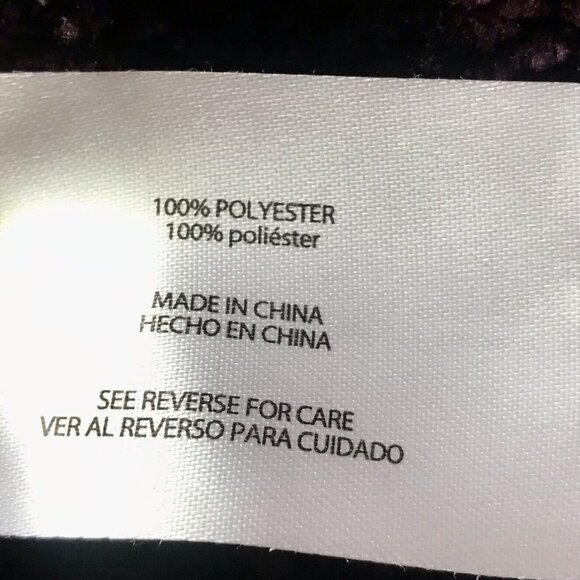 100% POLYESTER
100% poliéster
MADE IN CHINA
HECHO EN CHINA
SEE REVERSE FOR CARE
VER AL REVERSO PARA CUIDADO